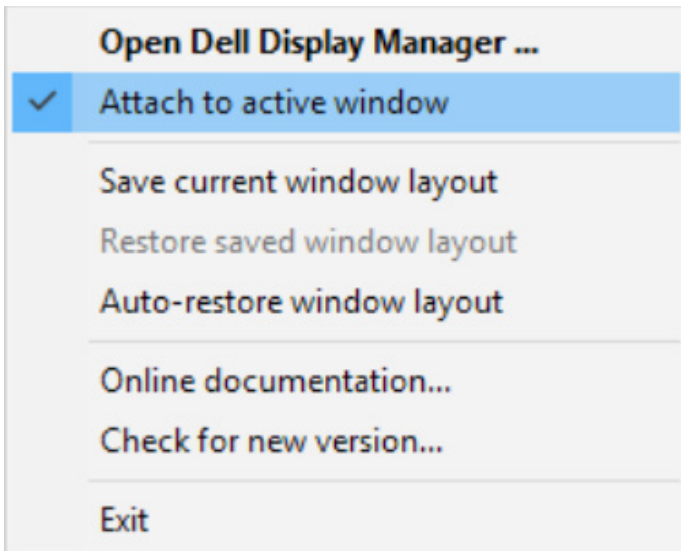 Open Dell Display Manager ...
Attach to active window
Save current window layout
Restore saved window layout
Auto-restore window layout
Online documentation...
Check for new version...
Exit